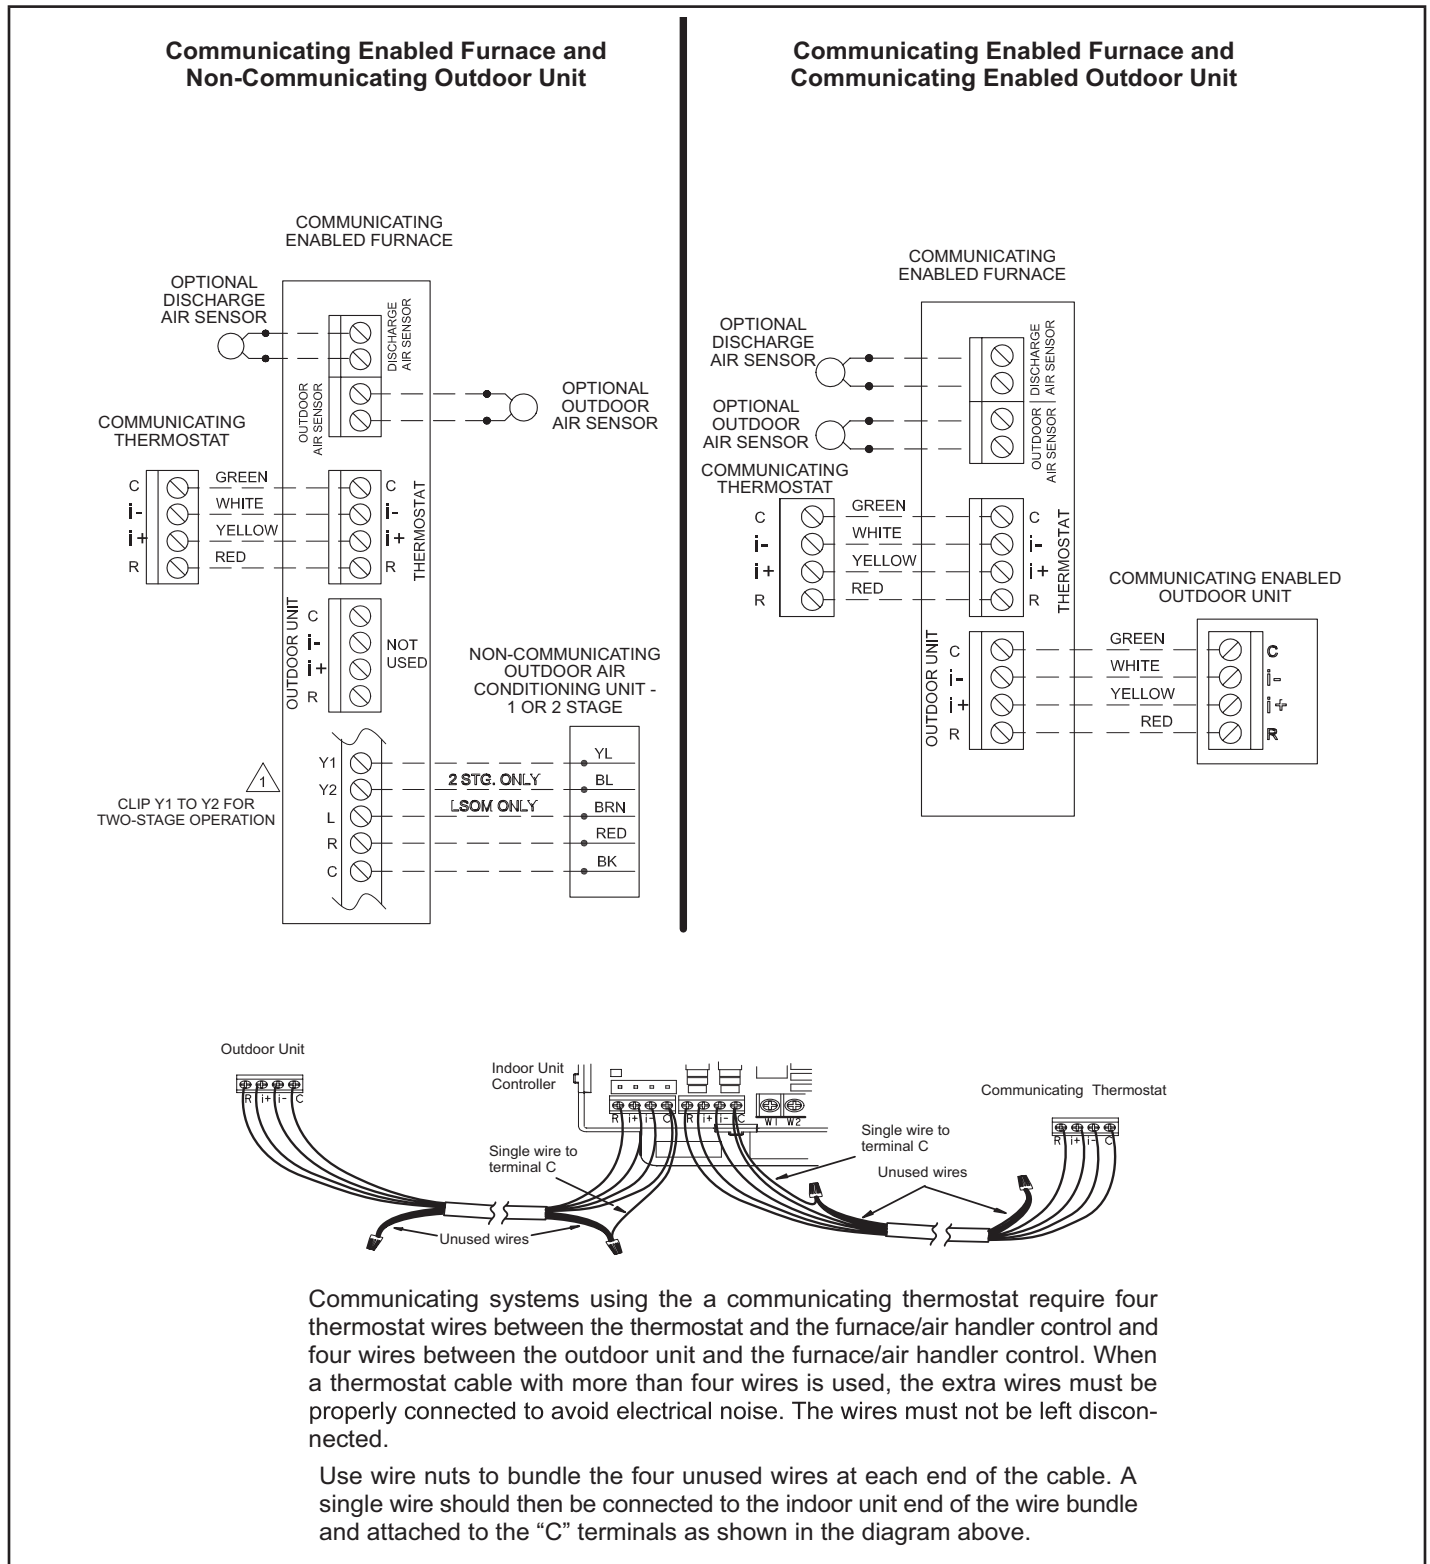 Communicating Enabled Furnace and
Non-Communicating Outdoor Unit
COMMUNICATING
ENABLED FURNACE
OPTIONAL
DISCHARGE
AIR SENSOR
DISCHARGE
AIR SENSOR
OUTDOOR
AIR SENSOR
OPTIONAL
OUTDOOR
AIR SENSOR
COMMUNICATING
THERMOSTAT
C
i-
i+
R
GREEN
WHITE
YELLOW
RED
C
i-
i+
R
THERMOSTAT
OUTDOOR UNIT
C
i-
i+
R
NOT
USED
NON-COMMUNICATING
OUTDOOR AIR
CONDITIONING UNIT -
1 OR 2 STAGE
1
CLIP Y1 TO Y2 FOR
TWO-STAGE OPERATION
Y1
Y2
L
R
C
2 STG. ONLY
LSOM ONLY
YL
BL
BRN
RED
BK
Communicating Enabled Furnace and
Communicating Enabled Outdoor Unit
COMMUNICATING
ENABLED FURNACE
OPTIONAL
DISCHARGE
AIR SENSOR
OPTIONAL
OUTDOOR
AIR SENSOR
DISCHARGE
AIR SENSOR
OUTDOOR
AIR SENSOR
COMMUNICATING
THERMOSTAT
C
i-
i+
R
GREEN
WHITE
YELLOW
RED
C
i-
i+
R
THERMOSTAT
OUTDOOR UNIT
C
i-
i+
R
GREEN
WHITE
YELLOW
RED
COMMUNICATING ENABLED
OUTDOOR UNIT
C
i-
i+
R
Outdoor Unit
R i+ i- C
Indoor Unit
Controller
R i+ i- C R i+ i- C W1 W2
Communicating Thermostat
R i+ i- C
Single wire to
terminal C
Single wire to
terminal C
Unused wires
Unused wires
Communicating systems using the a communicating thermostat require four
thermostat wires between the thermostat and the furnace/air handler control and
four wires between the outdoor unit and the furnace/air handler control. When
a thermostat cable with more than four wires is used, the extra wires must be
properly connected to avoid electrical noise. The wires must not be left discon-
nected.
Use wire nuts to bundle the four unused wires at each end of the cable. A
single wire should then be connected to the indoor unit end of the wire bundle
and attached to the “C” terminals as shown in the diagram above.